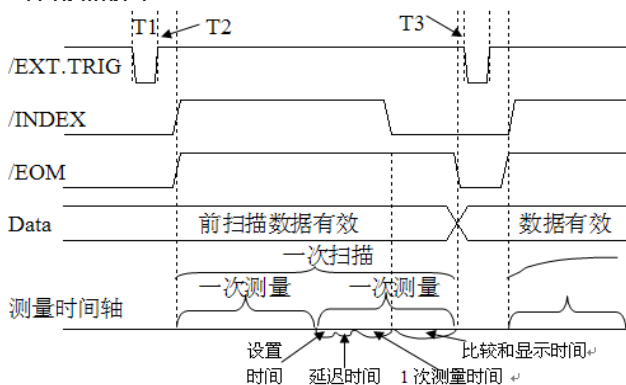 T1 T2 T3
/EXT.TRIG
/INDEX
/EOM
Data 前扫描数据有效 数据有效
一次扫描
一次测量 一次测量
测量时间轴
设置 比较和显示时间
时间 延迟时间 1次测量时间